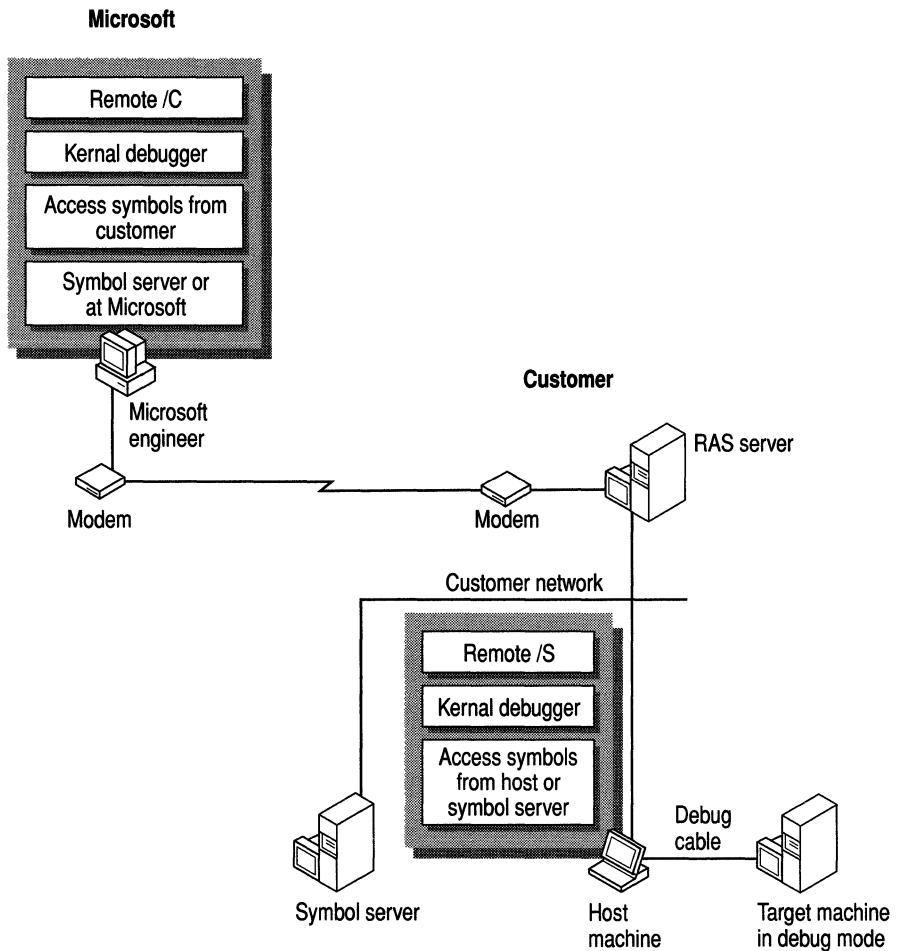 Microsoft
Remote /C
Kernal debugger
Access symbols from
customer
Symbol server or
at Microsoft
Microsoft
engineer
Modem
Customer
RAS server
Modem
Customer network
Remote /S
Kernal debugger
Access symbols
from host or
symbol server
Debug
cable
Symbol server
Host
machine
Target machine
in debug mode